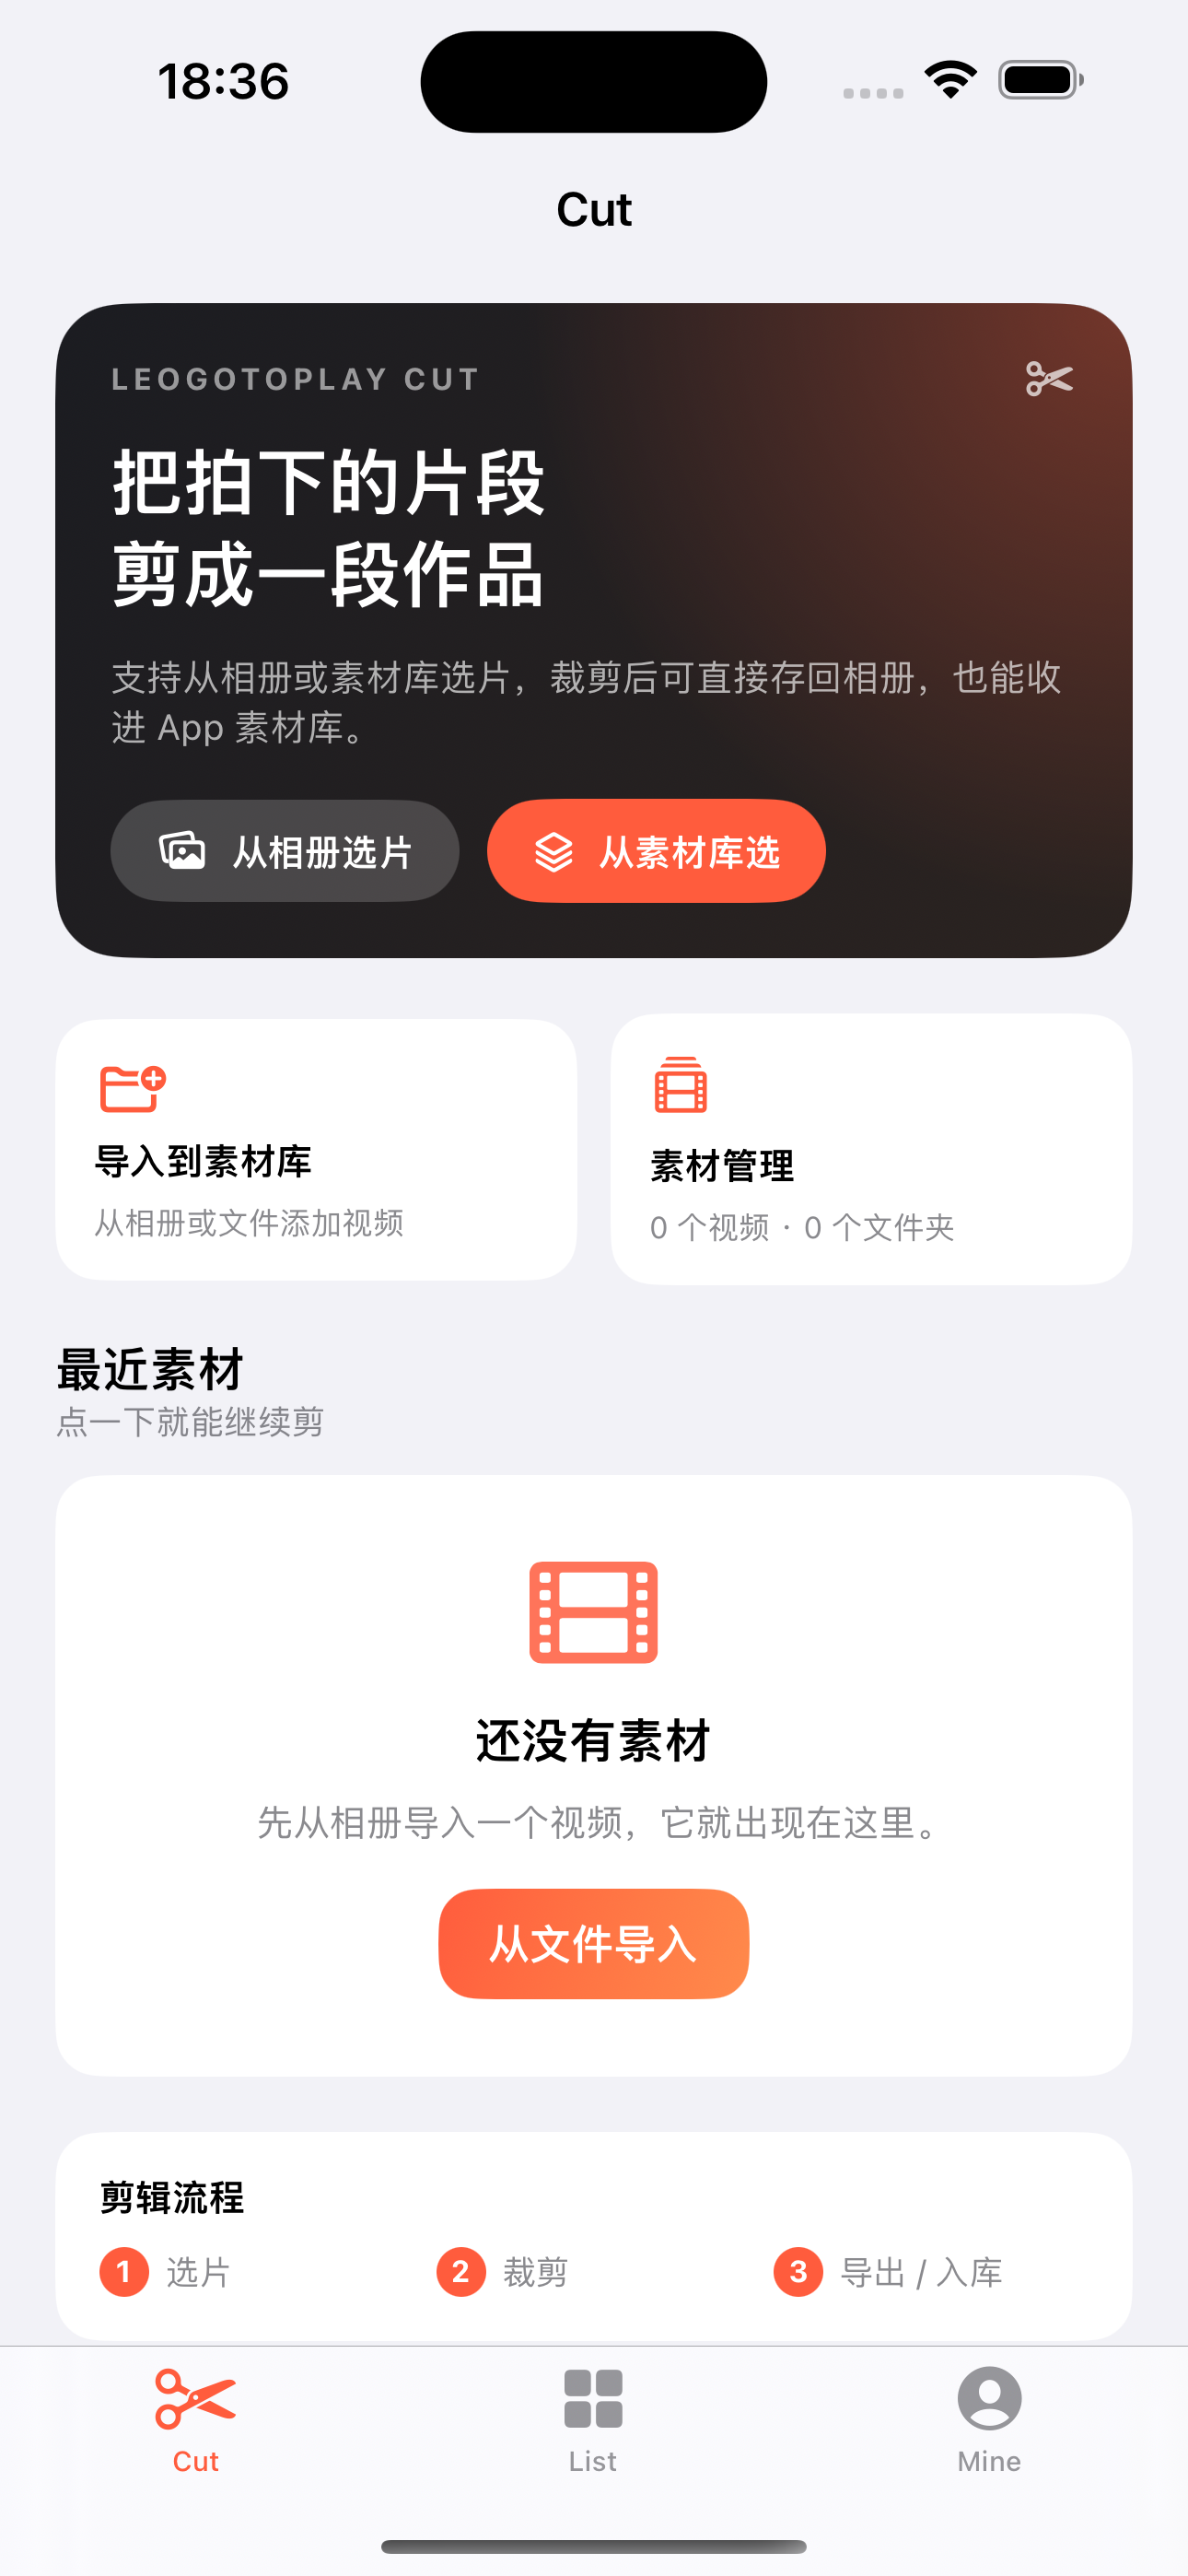 18:36
Cut
LEOGOTOPLAY CUT
把拍下的片段
剪成一段作品
支持从相册或素材库选片，裁剪后可直接存回相册，也能收
进 App 素材库。
从相册选片
从素材库选
导入到素材库
从相册或文件添加视频
素材管理
0 个视频 · 0 个文件夹
最近素材
点一下就能继续剪
还没有素材
先从相册导入一个视频，它就出现在这里。
从文件导入
剪辑流程
1 选片
2 裁剪
3 导出 / 入库
Cut
List
Mine